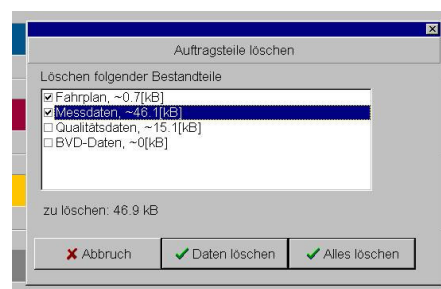 Auftragsteile löschen
Löschen folgender Bestandteile
Fahrplan, ~0.7[kB]
Messdaten, ~46.1[kB]
Qualitätsdaten, ~15.1[kB]
BVD-Daten, ~0[kB]
zu löschen: 46.9 kB
Abbruch
Daten löschen
Alles löschen